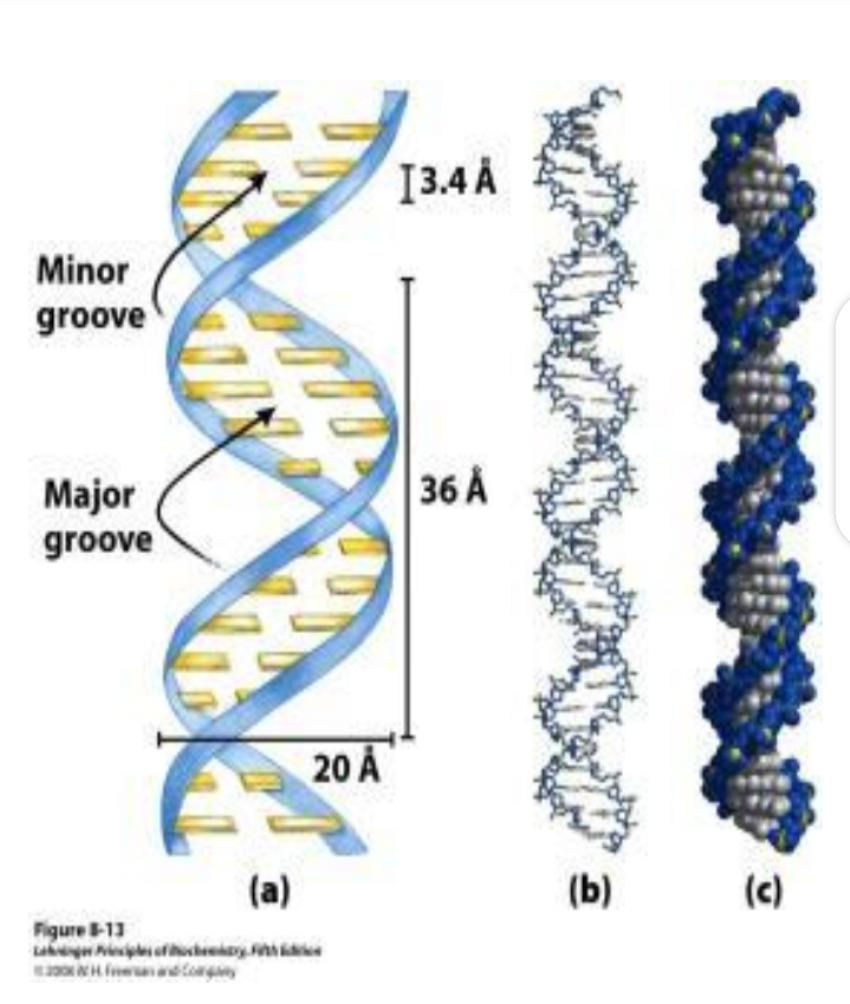 3.4 Å
Minor
groove
36 Å
Major
groove
20 Å
(a)
(b)
(c)
Figure 8-13
Lehninger Principles of Biochemistry, Fifth Edition
© 2008 W. H. Freeman and Company